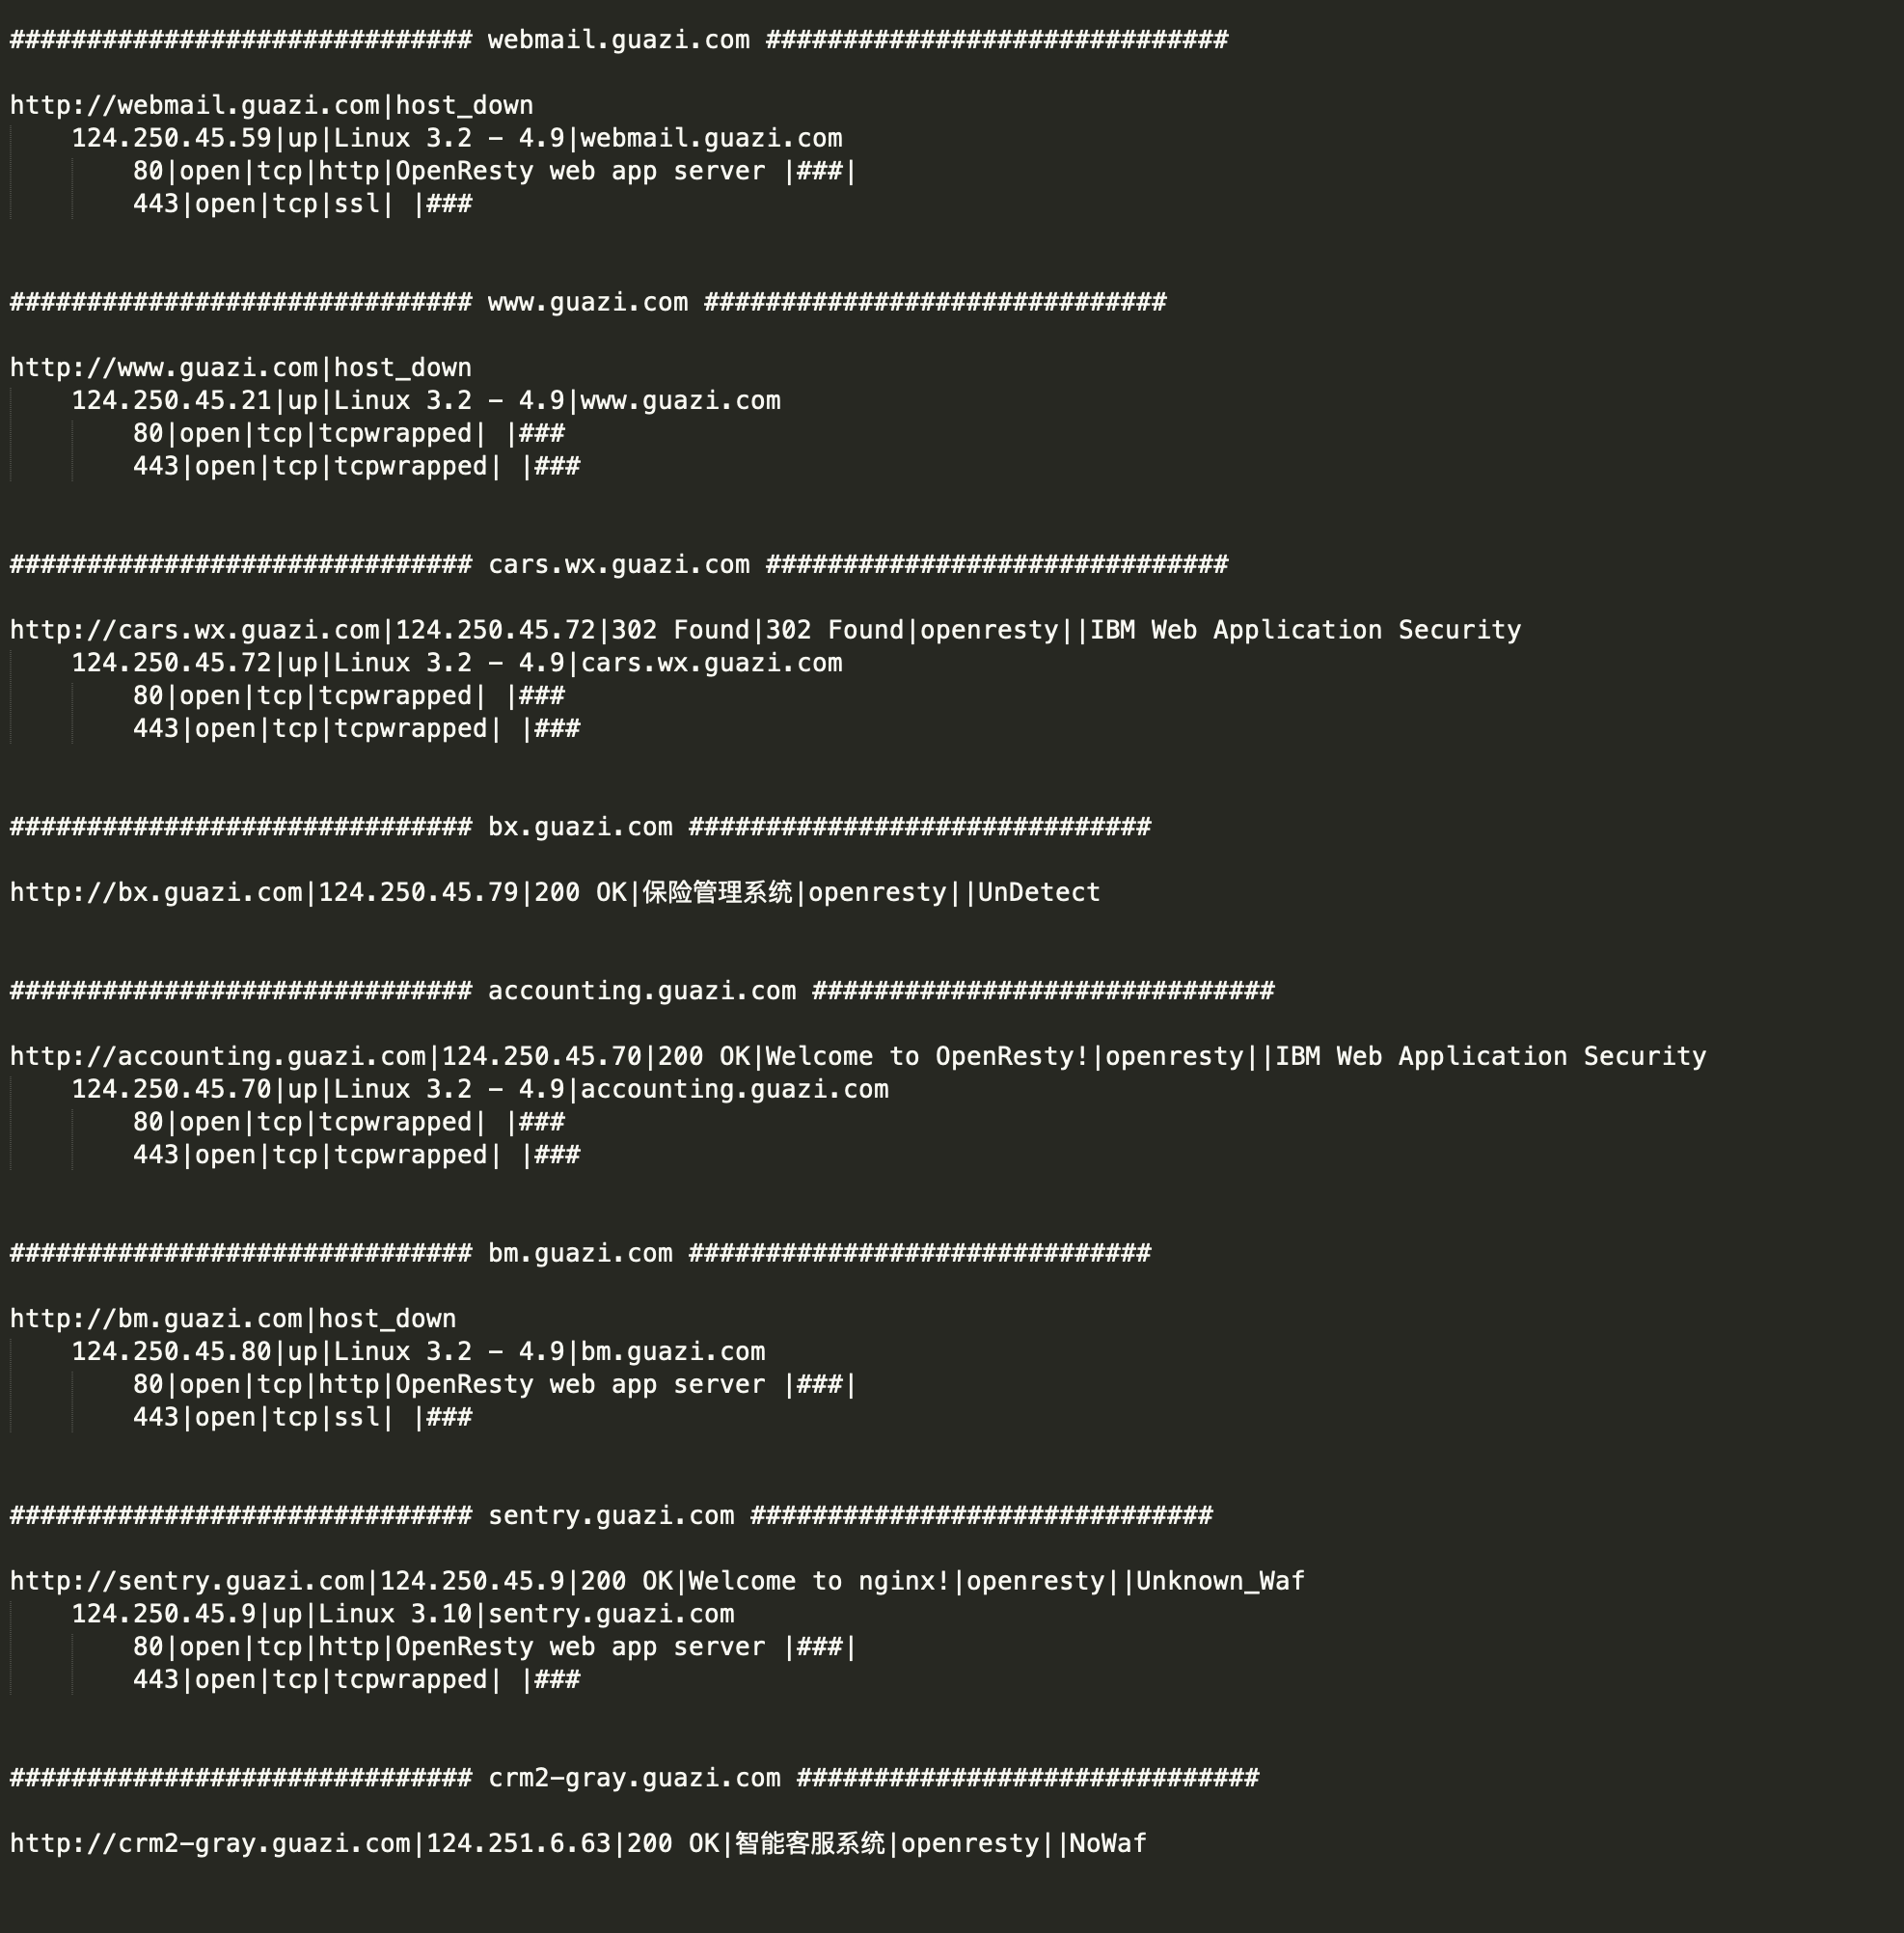 ############################## webmail.guazi.com ##############################
http://webmail.guazi.com|host_down
124.250.45.59|up|Linux 3.2 - 4.9|webmail.guazi.com
80|open|tcp|http|OpenResty web app server |###|
443|open|tcp|ssl| |###
############################## www.guazi.com ##############################
http://www.guazi.com|host_down
124.250.45.21|up|Linux 3.2 - 4.9|www.guazi.com
80|open|tcp|tcpwrapped| |###
443|open|tcp|tcpwrapped| |###
############################## cars.wx.guazi.com ##############################
http://cars.wx.guazi.com|124.250.45.72|302 Found|302 Found|openresty||IBM Web Application Security
124.250.45.72|up|Linux 3.2 - 4.9|cars.wx.guazi.com
80|open|tcp|tcpwrapped| |###
443|open|tcp|tcpwrapped| |###
############################## bx.guazi.com ##############################
http://bx.guazi.com|124.250.45.79|200 OK|保险管理系统|openresty||UnDetect
############################## accounting.guazi.com ##############################
http://accounting.guazi.com|124.250.45.70|200 OK|Welcome to OpenResty!|openresty||IBM Web Application Security
124.250.45.70|up|Linux 3.2 - 4.9|accounting.guazi.com
80|open|tcp|tcpwrapped| |###
443|open|tcp|tcpwrapped| |###
############################## bm.guazi.com ##############################
http://bm.guazi.com|host_down
124.250.45.80|up|Linux 3.2 - 4.9|bm.guazi.com
80|open|tcp|http|OpenResty web app server |###|
443|open|tcp|ssl| |###
############################## sentry.guazi.com ##############################
http://sentry.guazi.com|124.250.45.9|200 OK|Welcome to nginx!|openresty||Unknown_Waf
124.250.45.9|up|Linux 3.10|sentry.guazi.com
80|open|tcp|http|OpenResty web app server |###|
443|open|tcp|tcpwrapped| |###
############################## crm2-gray.guazi.com ##############################
http://crm2-gray.guazi.com|124.251.6.63|200 OK|智能客服系统|openresty||NoWaf